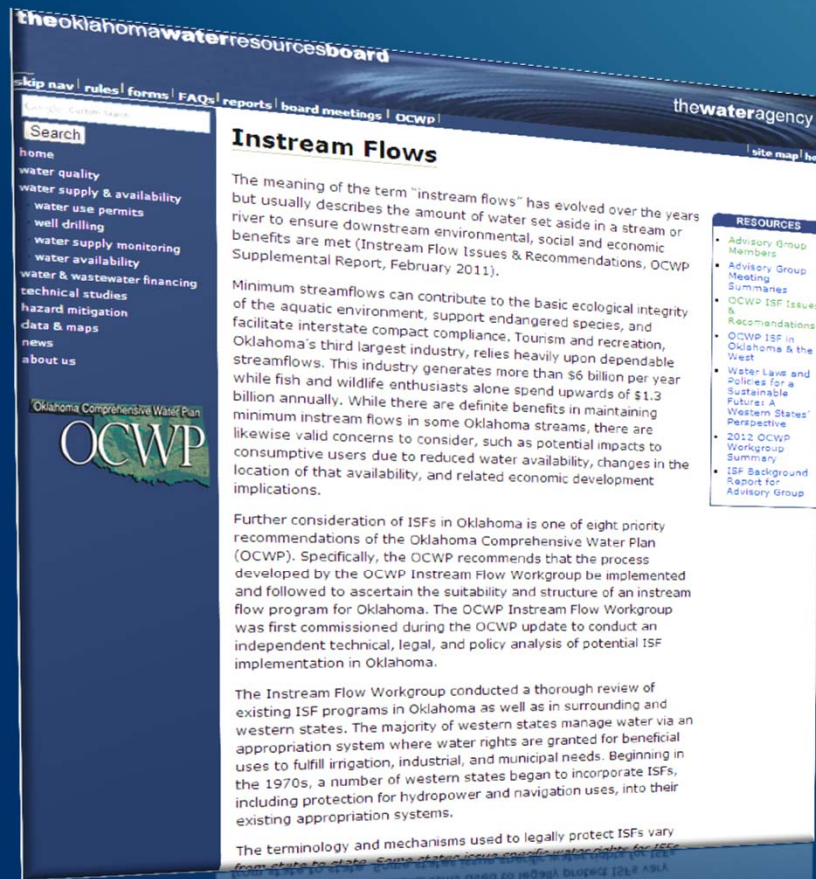 theoklahomawaterresourcesboard
thewateragency
skip nav | rules | forms | FAQs | reports | board meetings | OCWP |
| site map | ho
Custom Search
Search
home
water quality
water supply & availability
water use permits
well drilling
water supply monitoring
water availability
water & wastewater financing
technical studies
hazard mitigation
data & maps
news
about us
Oklahoma Comprehensive Water Plan
OCWP
Instream Flows
The meaning of the term "instream flows" has evolved over the years
but usually describes the amount of water set aside in a stream or
river to ensure downstream environmental, social and economic
benefits are met (Instream Flow Issues & Recommendations, OCWP
Supplemental Report, February 2011).
Minimum streamflows can contribute to the basic ecological integrity
of the aquatic environment, support endangered species, and
facilitate interstate compact compliance. Tourism and recreation,
Oklahoma's third largest industry, relies heavily upon dependable
streamflows. This industry generates more than $6 billion per year
while fish and wildlife enthusiasts alone spend upwards of $1.3
billion annually. While there are definite benefits in maintaining
minimum instream flows in some Oklahoma streams, there are
likewise valid concerns to consider, such as potential impacts to
consumptive users due to reduced water availability, changes in the
location of that availability, and related economic development
implications.
Further consideration of ISFs in Oklahoma is one of eight priority
recommendations of the Oklahoma Comprehensive Water Plan
(OCWP). Specifically, the OCWP recommends that the process
developed by the OCWP Instream Flow Workgroup be implemented
and followed to ascertain the suitability and structure of an instream
flow program for Oklahoma. The OCWP Instream Flow Workgroup
was first commissioned during the OCWP update to conduct an
independent technical, legal, and policy analysis of potential ISF
implementation in Oklahoma.
The Instream Flow Workgroup conducted a thorough review of
existing ISF programs in Oklahoma as well as in surrounding and
western states. The majority of western states manage water via an
appropriation system where water rights are granted for beneficial
uses to fulfill irrigation, industrial, and municipal needs. Beginning in
the 1970s, a number of western states began to incorporate ISFs,
including protection for hydropower and navigation uses, into their
existing appropriation systems.
The terminology and mechanisms used to legally protect ISFs vary
from state to state. Some states issue specific water rights for ISFs
RESOURCES
• Advisory Group
Members
• Advisory Group
Meeting
Summaries
• OCWP ISF Issues
&
Recomendations
• OCWP ISF in
Oklahoma & the
West
• Water Laws and
Policies for a
Sustainable
Future: A
Western States'
Perspective
• 2012 OCWP
Workgroup
Summary
• ISF Background
Report for
Advisory Group